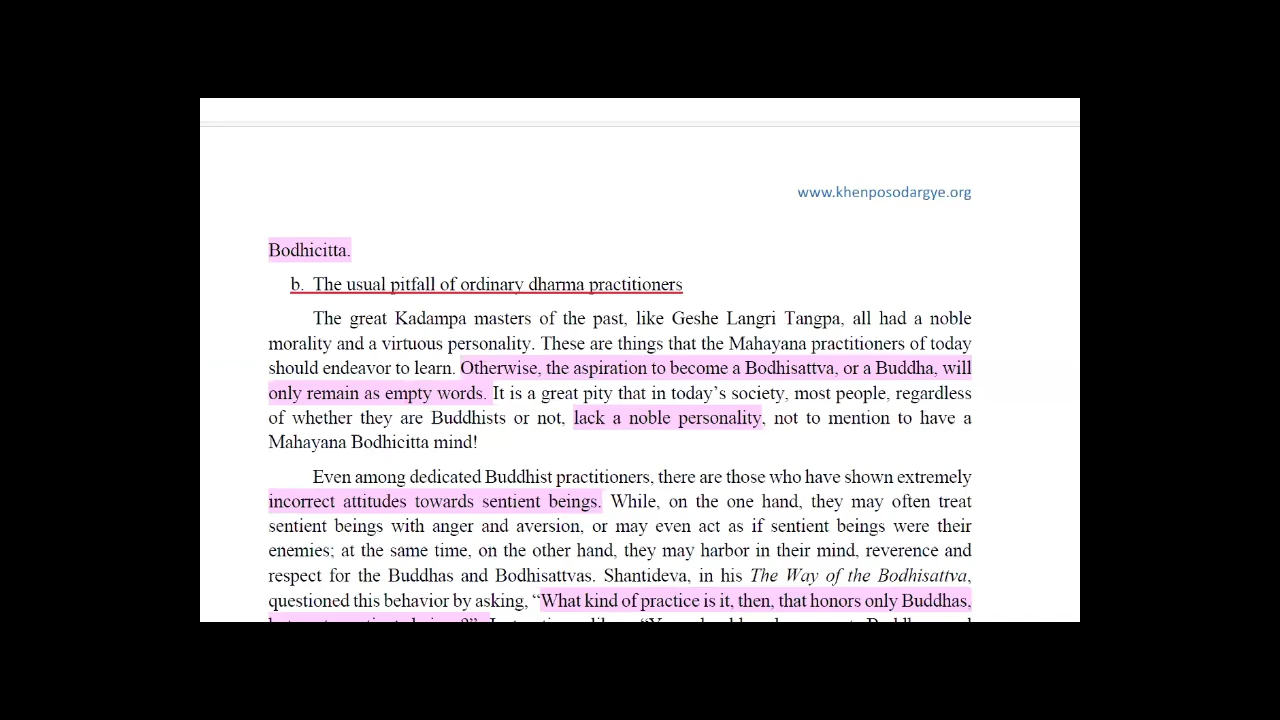 www.khenposodargye.org
Bodhicitta.
b. The usual pitfall of ordinary dharma practitioners
The great Kadampa masters of the past, like Geshe Langri Tangpa, all had a noble
morality and a virtuous personality. These are things that the Mahayana practitioners of today
should endeavor to learn. Otherwise, the aspiration to become a Bodhisattva, or a Buddha, will
only remain as empty words. It is a great pity that in today's society, most people, regardless
of whether they are Buddhists or not, lack a noble personality, not to mention to have a
Mahayana Bodhicitta mind!
Even among dedicated Buddhist practitioners, there are those who have shown extremely
incorrect attitudes towards sentient beings. While, on the one hand, they may often treat
sentient beings with anger and aversion, or may even act as if sentient beings were their
enemies; at the same time, on the other hand, they may harbor in their mind, reverence and
respect for the Buddhas and Bodhisattvas. Shantideva, in his The Way of the Bodhisattva,
questioned this behavior by asking, “What kind of practice is it, then, that honors only Buddhas,